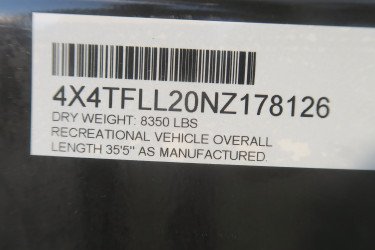 4X4TFLL20NZ178126
DRY WEIGHT: 8350 LBS
RECREATIONAL VEHICLE OVERALL
LENGTH 35'5" AS MANUFACTURED.